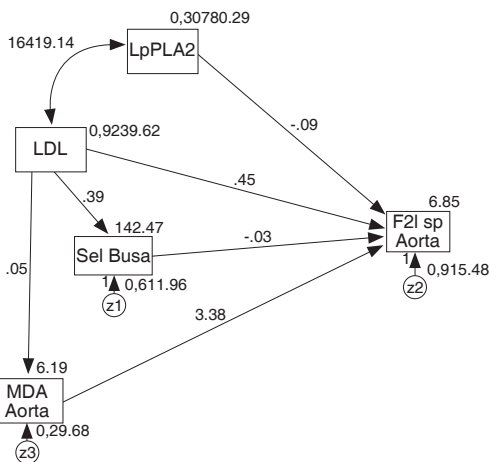 0,30780.29
16419.14
LpPLA2
-.09
0,9239.62
LDL
.45
6.85
.39
142.47
F2l sp
Aorta
-.03
Sel Busa
1
0,915.48
.05
1
0,611.96
z2
z1
3.38
6.19
MDA
Aorta
0,29.68
z3